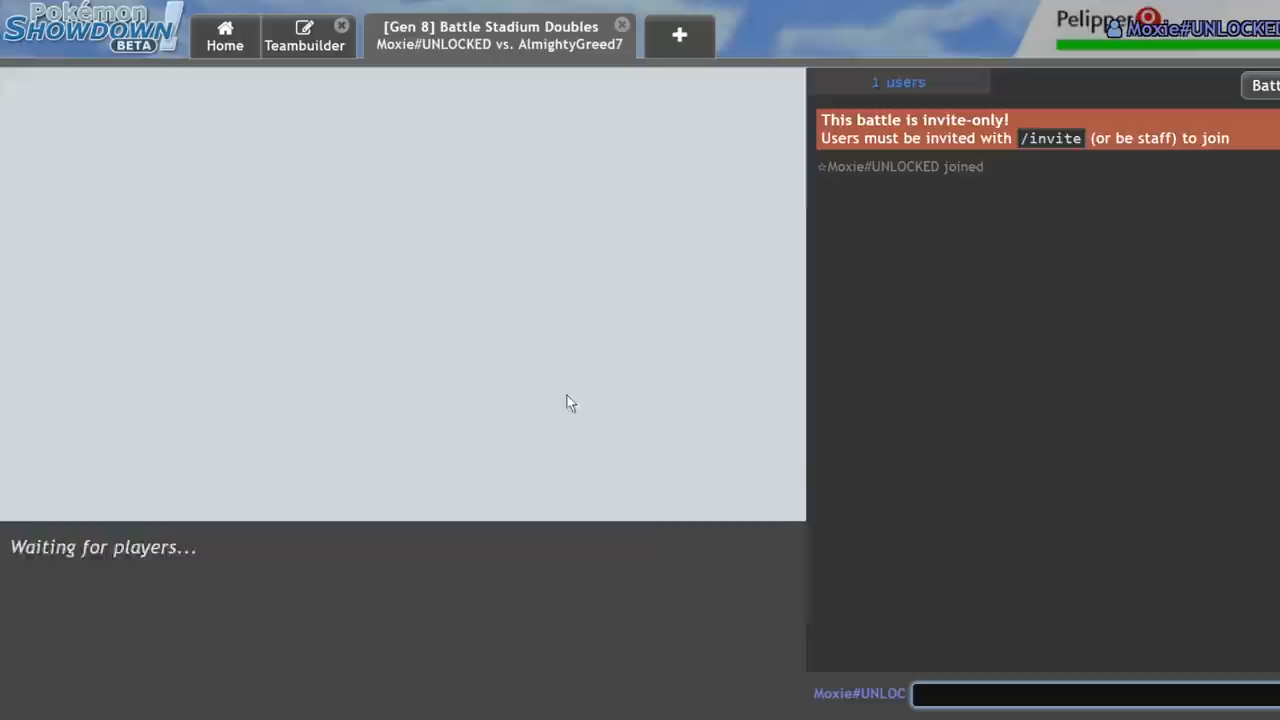 Pokémon
SHOWDOWN!
BETA
Home
Teambuilder
[Gen 8] Battle Stadium Doubles
Moxie#UNLOCKED vs. AlmightyGreed7
Pelipper
Moxie#UNLOCKED
1 users
Batt
This battle is invite-only!
Users must be invited with /invite (or be staff) to join
☆Moxie#UNLOCKED joined
Waiting for players...
Moxie#UNLOC